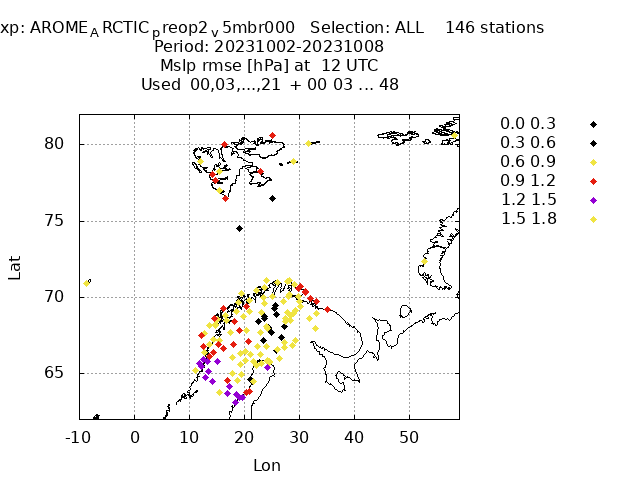 xp: AROME_A RCTIC_preop2_v5mbr000 Selection: ALL 146 stations
Period: 20231002-20231008
Mslp rmse [hPa] at 12 UTC
Used 00,03,...,21 + 00 03 ... 48
0.0 0.3
0.3 0.6
0.6 0.9
0.9 1.2
1.2 1.5
1.5 1.8
80
75
70
65
Lat
-10 0 10 20 30 40 50
Lon